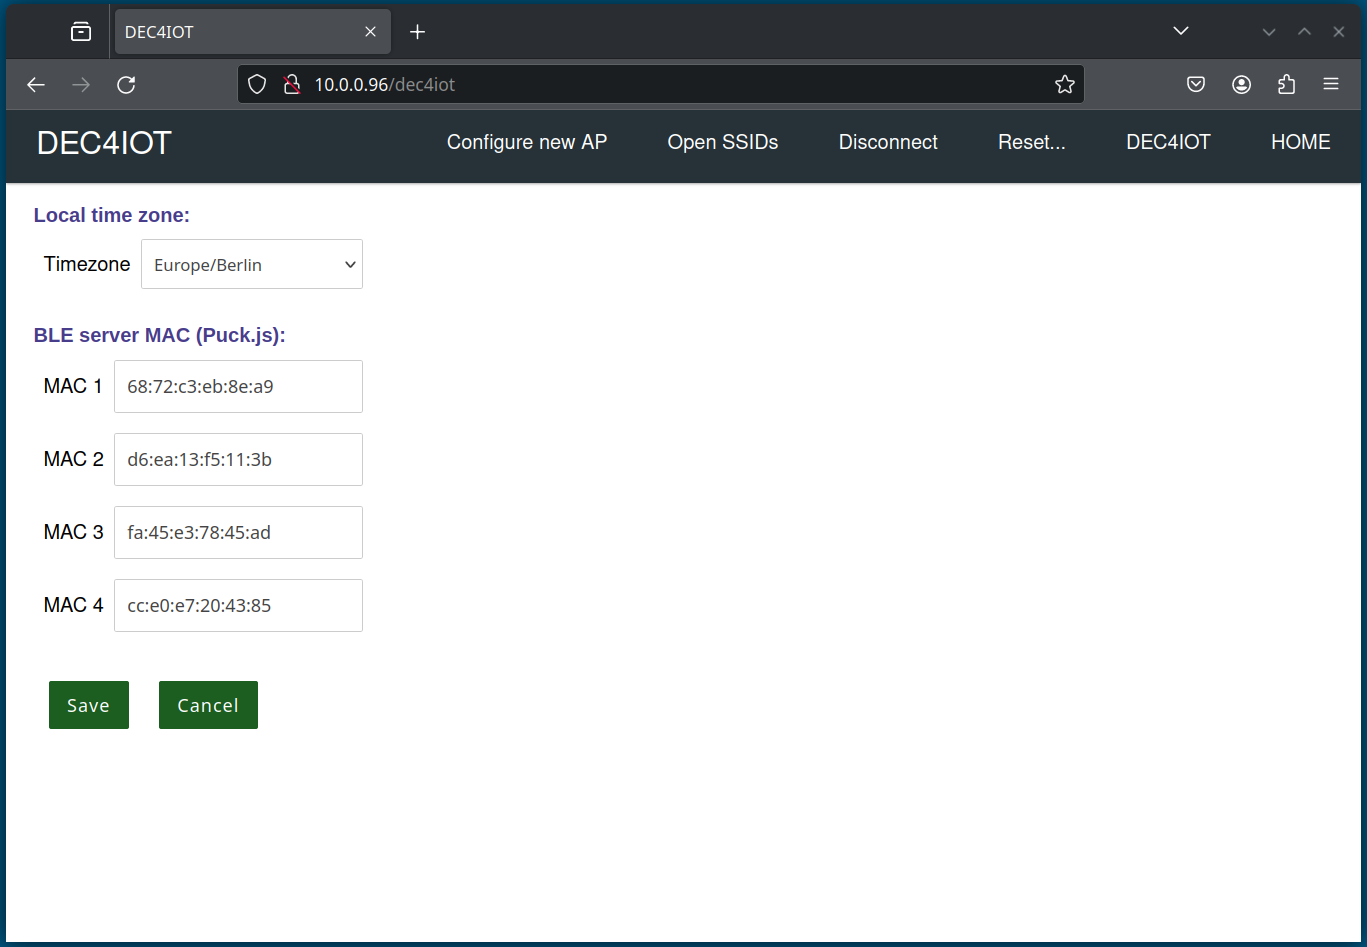 DEC4IOT
10.0.0.96/dec4iot
DEC4IOT Configure new AP Open SSIDs Disconnect Reset... DEC4IOT HOME
Local time zone:
Timezone Europe/Berlin
BLE server MAC (Puck.js):
MAC 1 68:72:c3:eb:8e:a9
MAC 2 d6:ea:13:f5:11:3b
MAC 3 fa:45:e3:78:45:ad
MAC 4 cc:e0:e7:20:43:85
Save Cancel